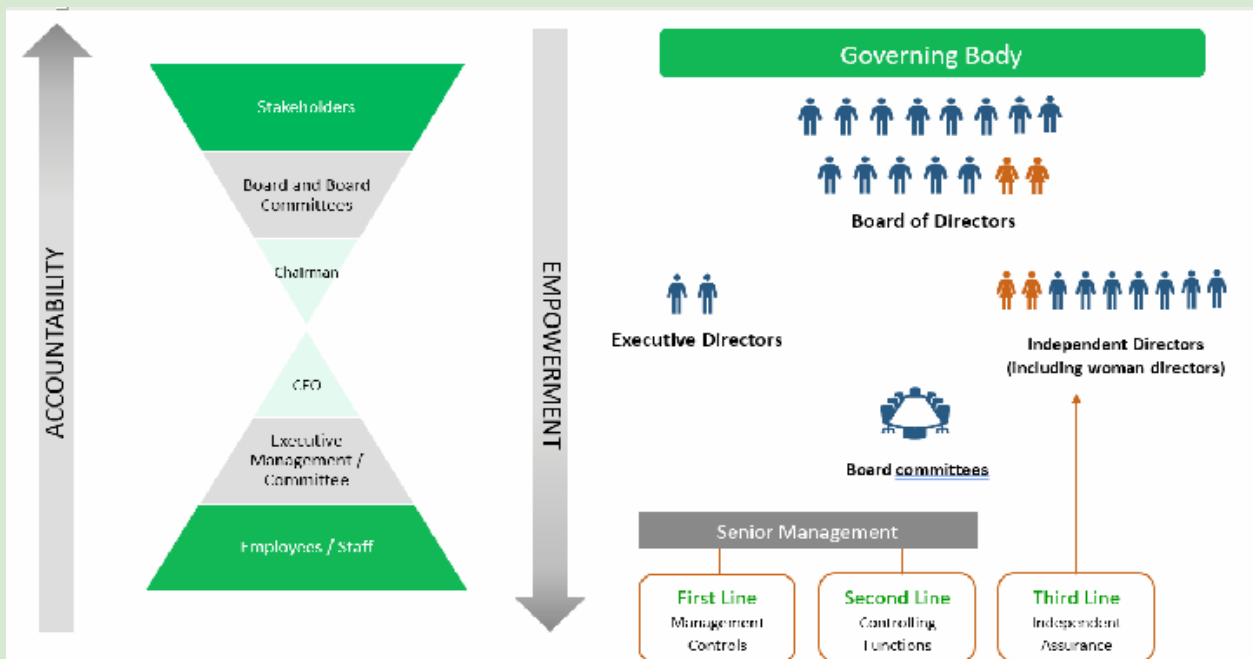 ACCOUNTABILITY
Stakeholders
Board and Board
Committees
Chairman
CEO
Executive
Management /
Committee
Employees / Staff
EMPOWERMENT
Governing Body
Board of Directors
Executive Directors
Independent Directors
(including woman directors)
Board committees
Senior Management
First Line
Management
Controls
Second Line
Controlling
Functions
Third Line
Independent
Assurance